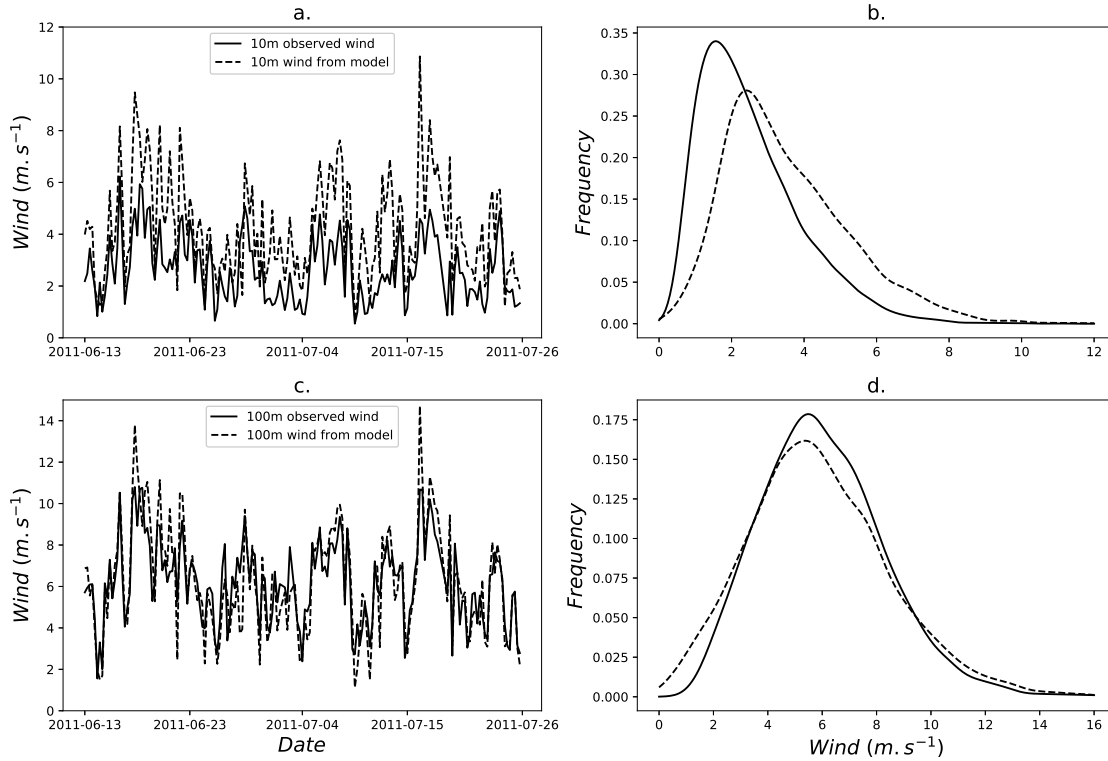 a.
b.
Wind (m.s⁻¹)
12
10
8
6
4
2
0
10m observed wind
10m wind from model
2011-06-13 2011-06-23 2011-07-04 2011-07-15 2011-07-26
Frequency
0.35
0.30
0.25
0.20
0.15
0.10
0.05
0.00
0 2 4 6 8 10 12
c.
d.
Wind (m.s⁻¹)
14
12
10
8
6
4
2
0
100m observed wind
100m wind from model
2011-06-13 2011-06-23 2011-07-04 2011-07-15 2011-07-26
Date
Frequency
0.175
0.150
0.125
0.100
0.075
0.050
0.025
0.000
0 2 4 6 8 10 12 14 16
Wind (m.s⁻¹)